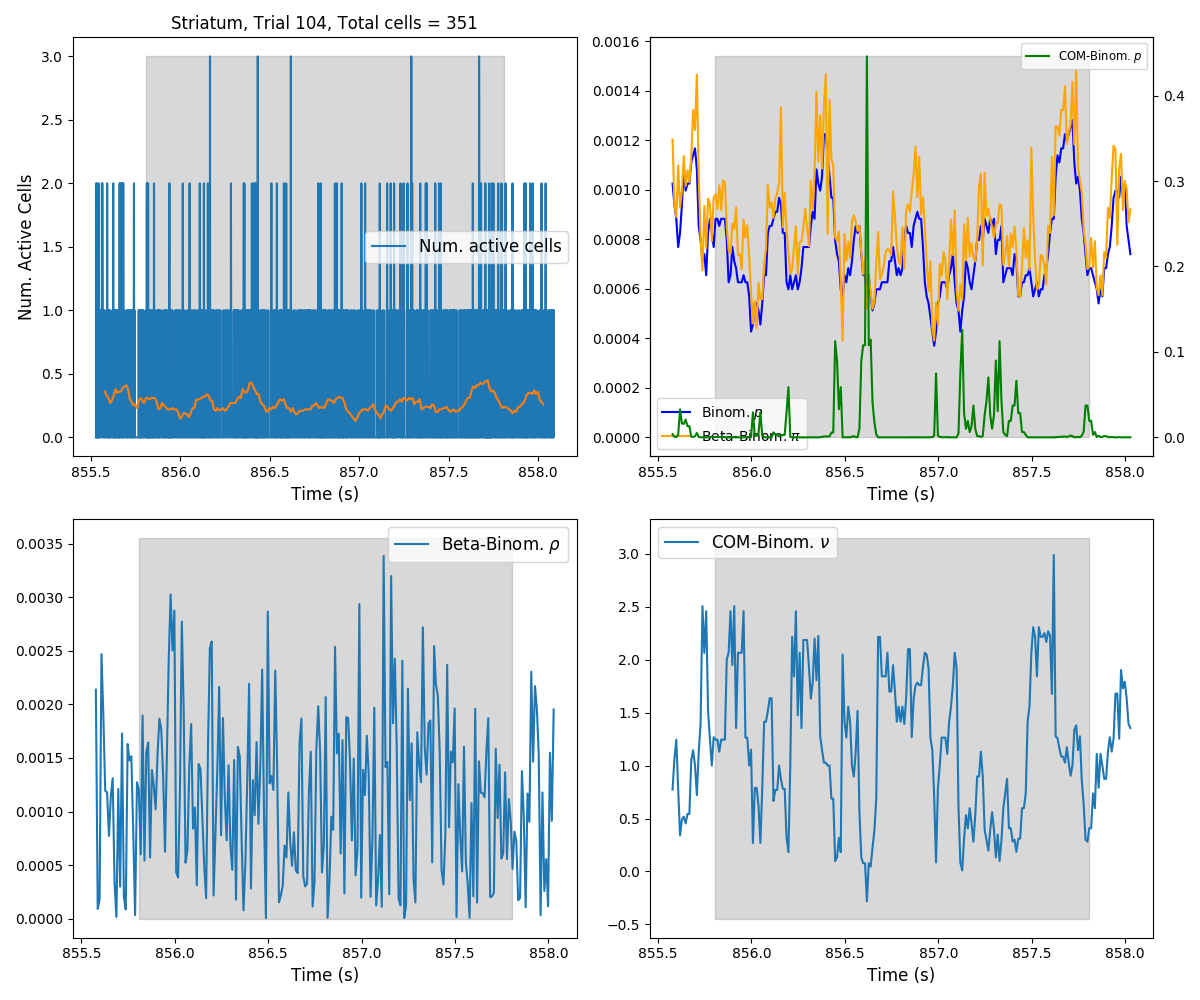 Striatum, Trial 104, Total cells = 351
Num. Active Cells
3.0
2.5
2.0
1.5
1.0
0.5
0.0
Num. active cells
855.5 856.0 856.5 857.0 857.5 858.0
Time (s)
0.0016
0.0014
0.0012
0.0010
0.0008
0.0006
0.0004
0.0002
0.0000
COM-Binom. p
0.4
0.3
0.2
0.1
0.0
Binom. p
Beta-Binom. π
855.5 856.0 856.5 857.0 857.5 858.0
Time (s)
0.0035
0.0030
0.0025
0.0020
0.0015
0.0010
0.0005
0.0000
Beta-Binom. ρ
855.5 856.0 856.5 857.0 857.5 858.0
Time (s)
COM-Binom. ν
3.0
2.5
2.0
1.5
1.0
0.5
0.0
−0.5
855.5 856.0 856.5 857.0 857.5 858.0
Time (s)